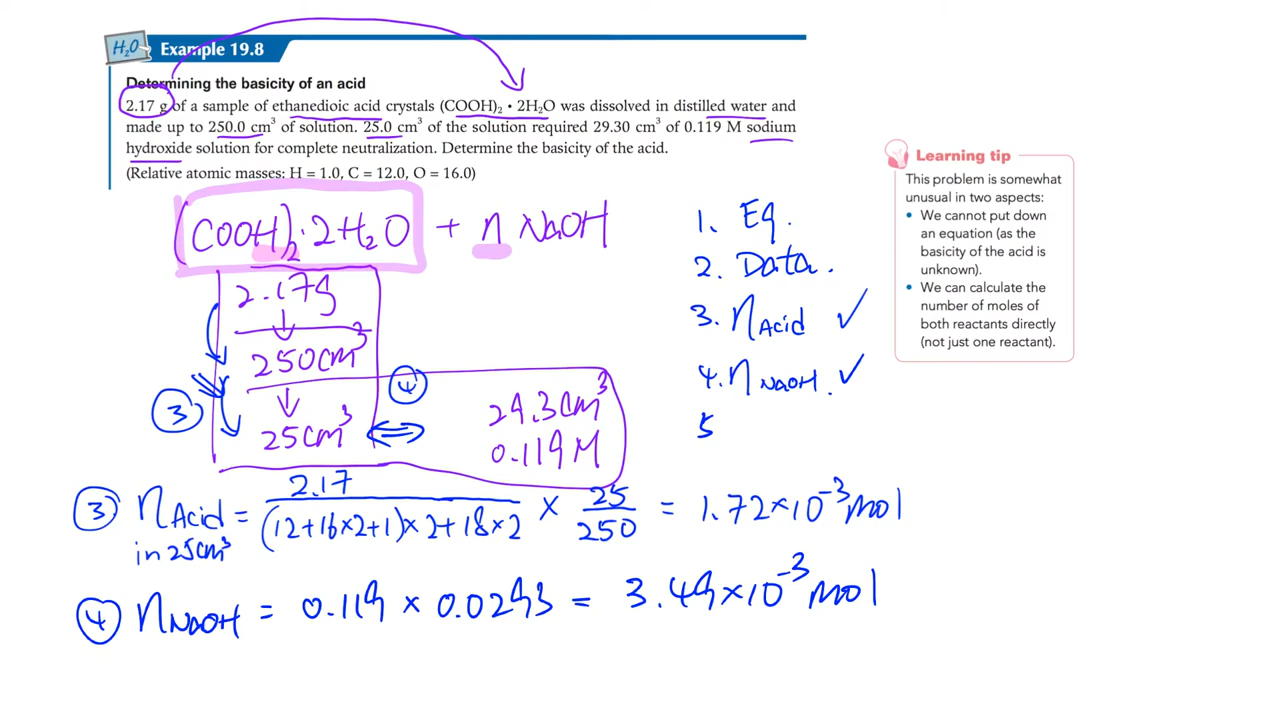 H₂O Example 19.8
Determining the basicity of an acid
2.17 g of a sample of ethanedioic acid crystals (COOH)₂ • 2H₂O was dissolved in distilled water and
made up to 250.0 cm³ of solution. 25.0 cm³ of the solution required 29.30 cm³ of 0.119 M sodium
hydroxide solution for complete neutralization. Determine the basicity of the acid.
(Relative atomic masses: H = 1.0, C = 12.0, O = 16.0)
Learning tip
This problem is somewhat
unusual in two aspects:
• We cannot put down
an equation (as the
basicity of the acid is
unknown).
• We can calculate the
number of moles of
both reactants directly
(not just one reactant).
(COOH)₂·2H₂O + n NaOH
2.17g
↓
250cm³
↓
25cm³ ⇔
③
④
29.3cm³
0.119M
1. Eq.
2. Data.
3. n Acid ✓
4. n NaOH. ✓
5
③ n Acid = 2.17 / (12+16×2+1)×2+18×2 × 25/250 = 1.72×10⁻³mol
in 25cm³
④ n NaOH = 0.119 × 0.0293 = 3.49×10⁻³ mol